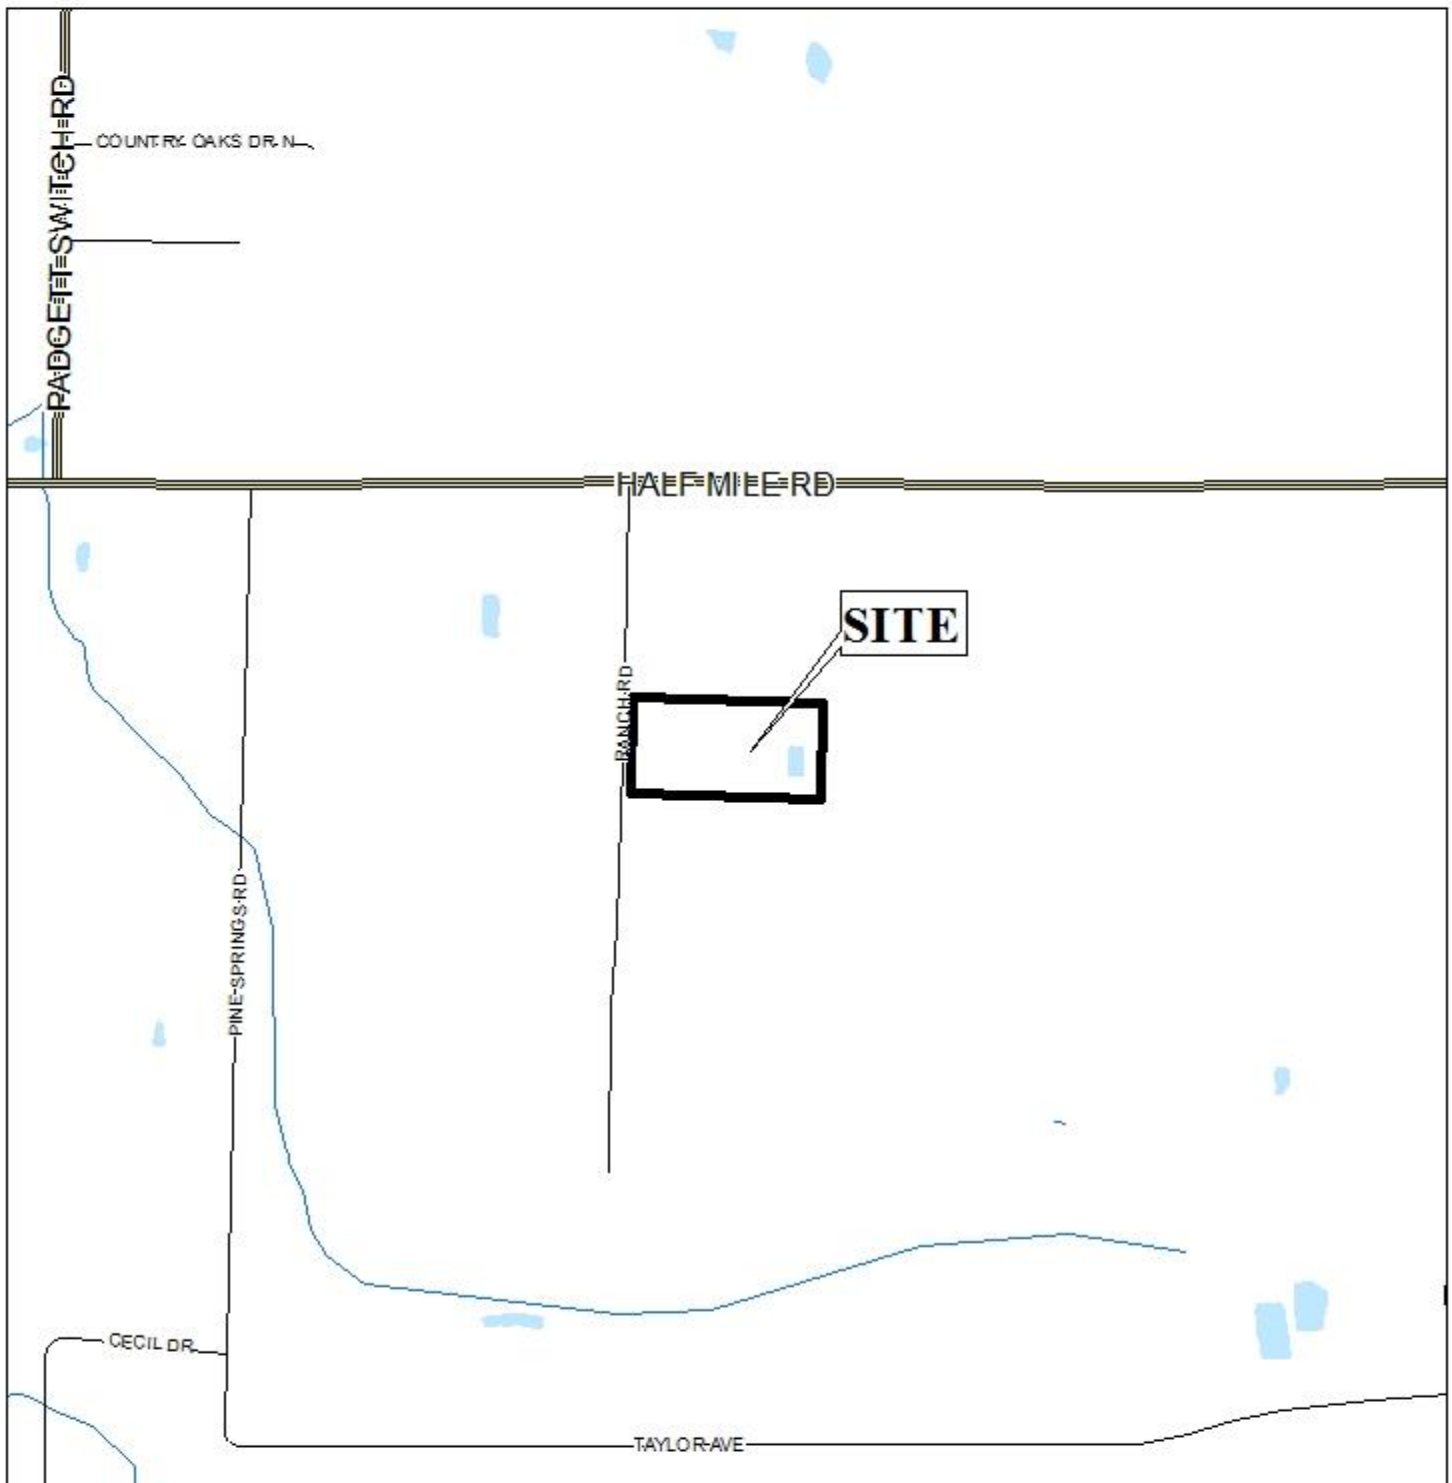 PADGETT SWITCH RD
COUNTRY OAKS DR N
HALF MILE RD
SITE
RANCH RD
PINE SPRINGS RD
CECIL DR
TAYLOR AVE